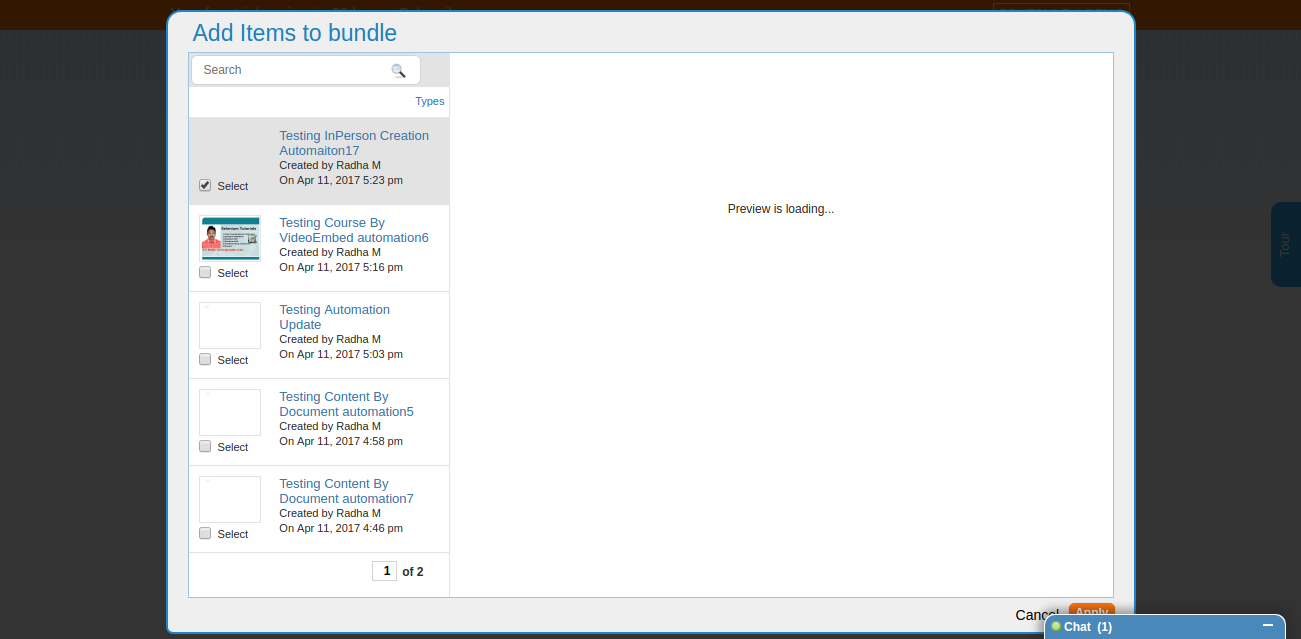 Add Items to bundle
Search
Types
Testing InPerson Creation
Automaiton17
Created by Radha M
On Apr 11, 2017 5:23 pm
Select
Selenium Tutorials
Testing Course By
VideoEmbed automation6
Created by Radha M
On Apr 11, 2017 5:16 pm
Select
Testing Automation
Update
Created by Radha M
On Apr 11, 2017 5:03 pm
Select
Testing Content By
Document automation5
Created by Radha M
On Apr 11, 2017 4:58 pm
Select
Testing Content By
Document automation7
Created by Radha M
On Apr 11, 2017 4:46 pm
Select
1 of 2
Preview is loading...
Tour
Cancel Apply
Chat (1)